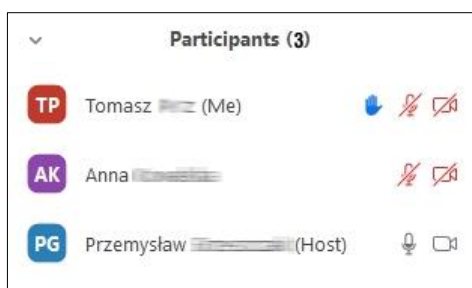 Participants (3)
TP Tomasz (Me)
AK Anna
PG Przemysław (Host)